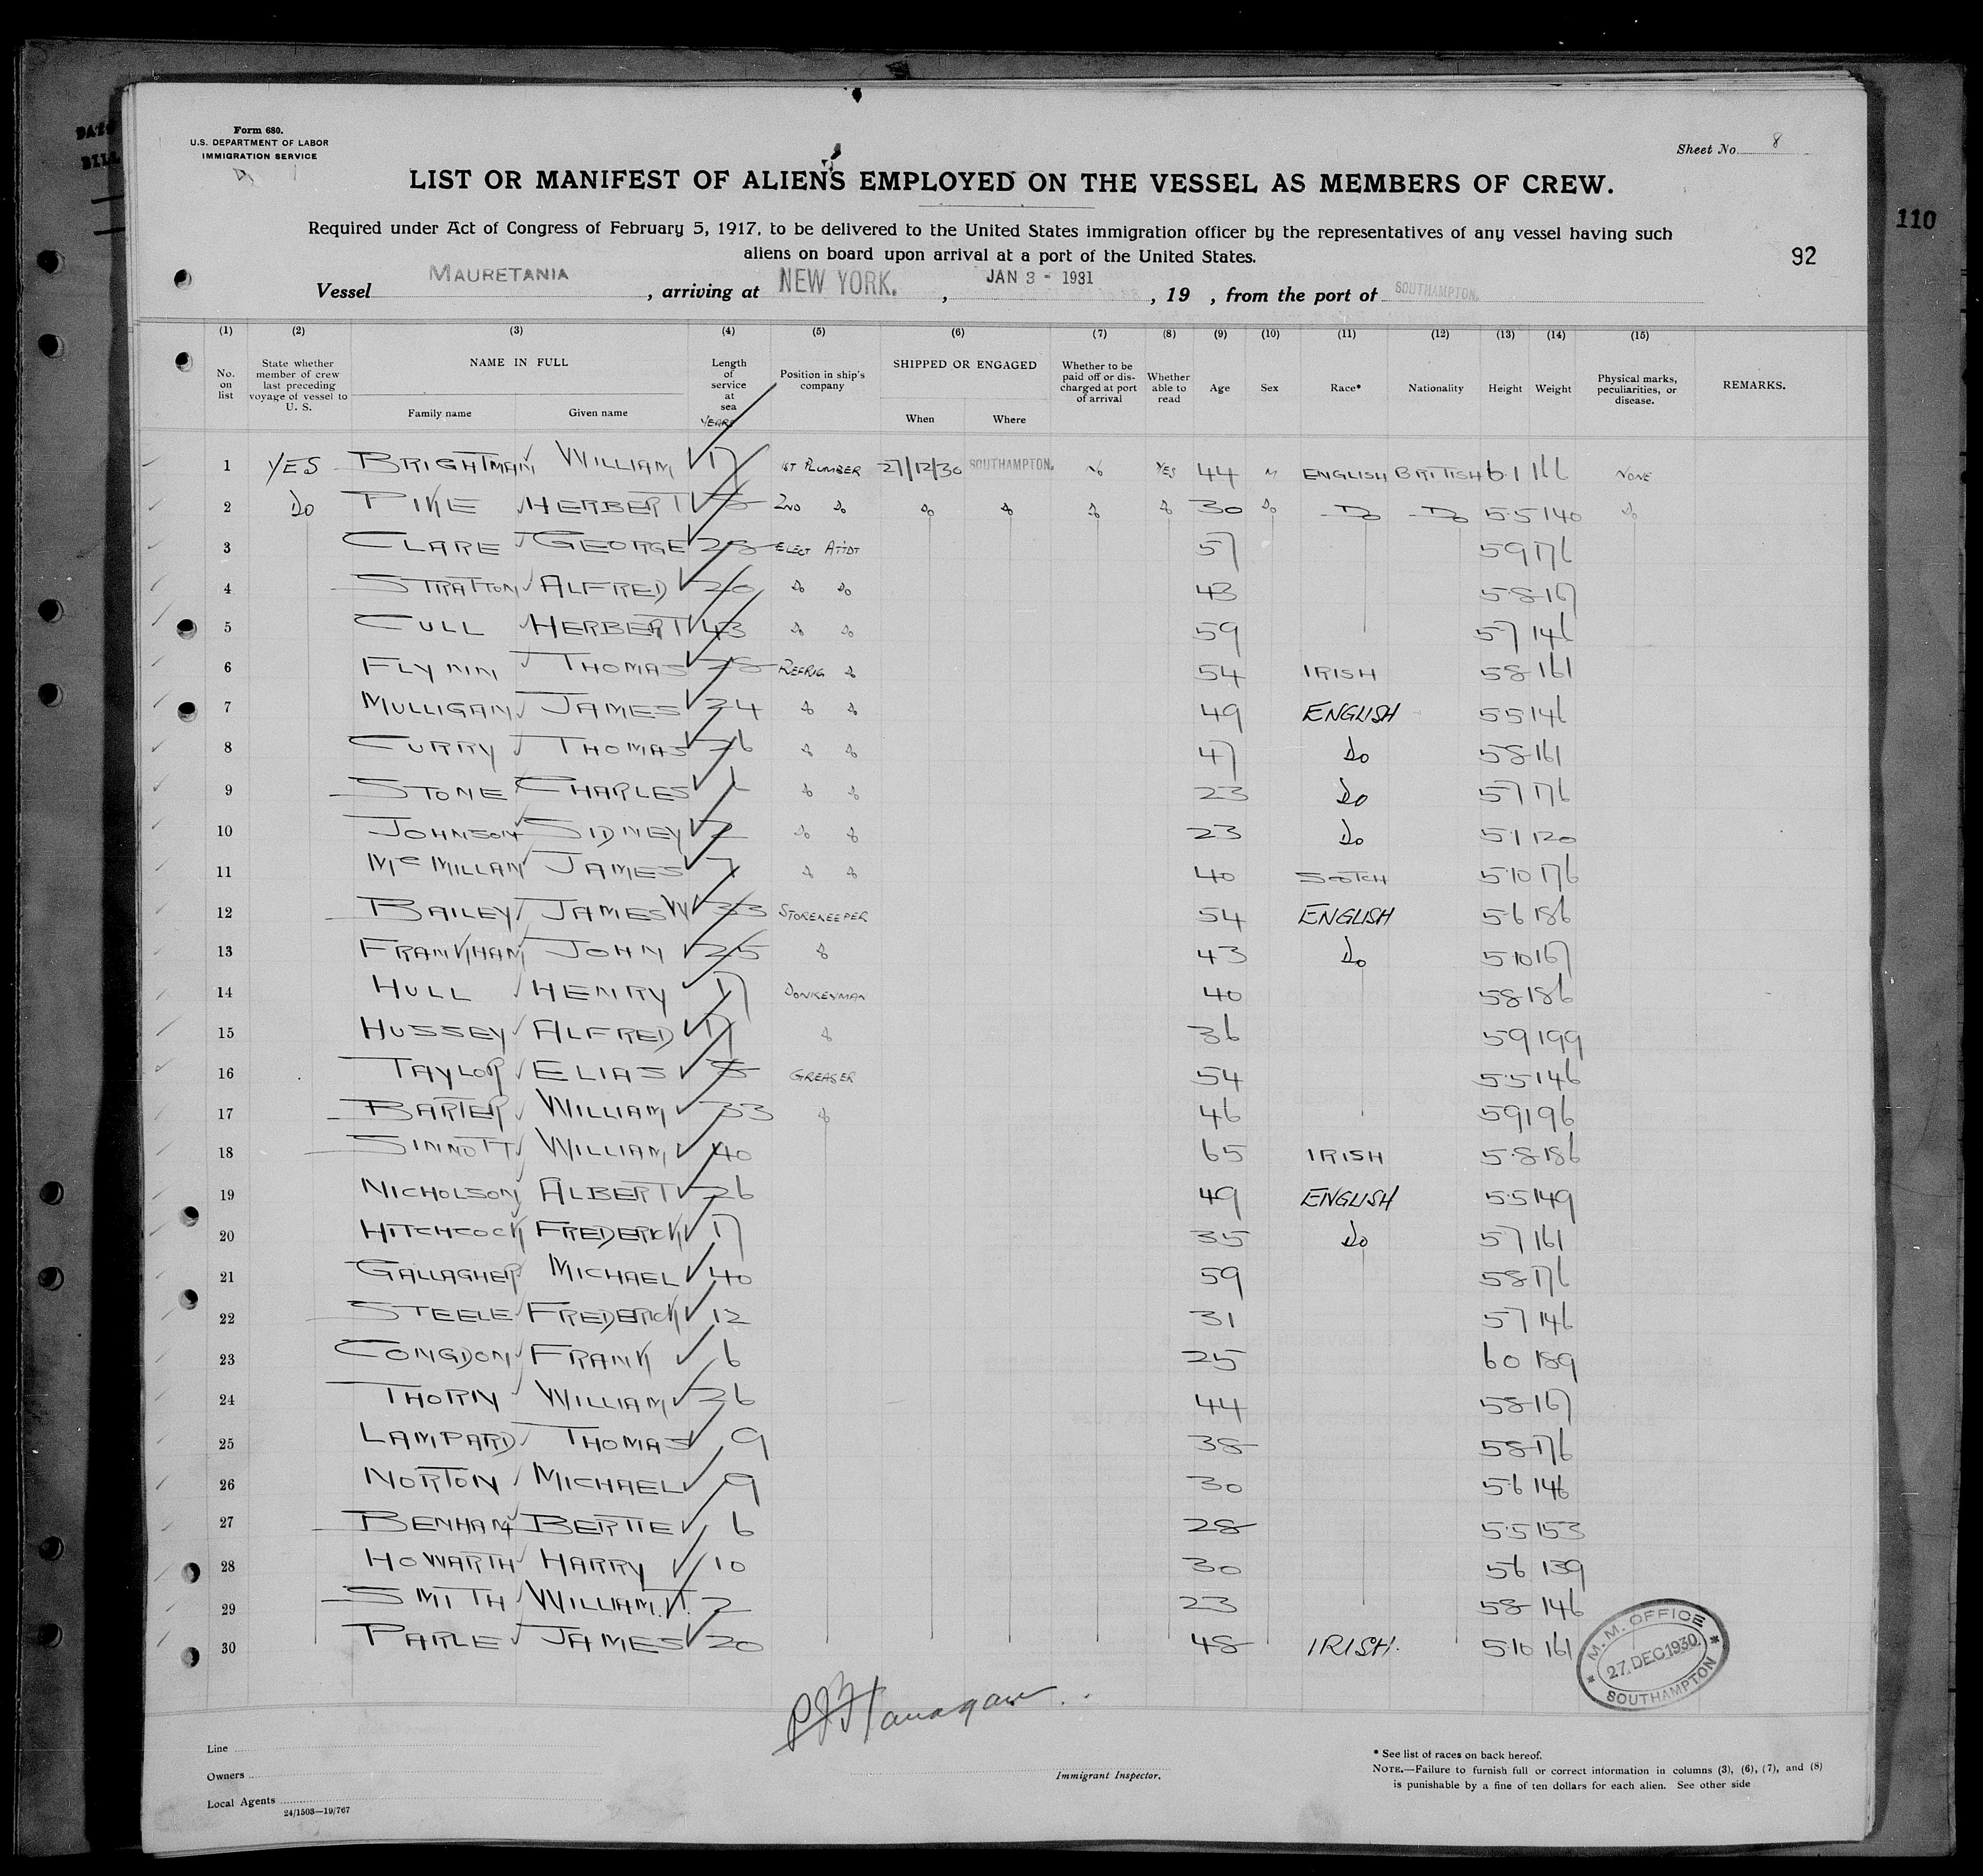 Form 680.
U.S. DEPARTMENT OF LABOR
IMMIGRATION SERVICE
Sheet No. 8
LIST OR MANIFEST OF ALIENS EMPLOYED ON THE VESSEL AS MEMBERS OF CREW.
110
Required under Act of Congress of February 5, 1917, to be delivered to the United States immigration officer by the representatives of any vessel having such
aliens on board upon arrival at a port of the United States.
92
Vessel MAURETANIA, arriving at NEW YORK., JAN 3 - 1931, 19 , from the port of SOUTHAMPTON.
(1) (2) (3) (4) (5) (6) (7) (8) (9) (10) (11) (12) (13) (14) (15)
No. on list State whether member of crew last preceding voyage of vessel to U. S. NAME IN FULL Family name Given name Length of service at sea YEARS Position in ship's company SHIPPED OR ENGAGED When Where Whether to be paid off or discharged at port of arrival Whether able to read Age Sex Race* Nationality Height Weight Physical marks, peculiarities, or disease. REMARKS.
1 YES BRIGHTMAN WILLIAM 17 1ST PLUMBER 27/12/30 SOUTHAMPTON. No YES 44 M ENGLISH BRITISH 6.1 166 NONE
2 Do PIKE HERBERT 2ND Do Do Do Do Do 30 Do Do Do 5.5 140 Do
3 CLARE GEORGE 28 ELECT ATTDT 57 5 9 176
4 STRATTON ALFRED 20 Do Do 43 5.8 167
5 CULL HERBERT 43 Do Do 59 5 7 146
6 FLYNN THOMAS 28 REFRIG Do 54 IRISH 5 8 161
7 MULLIGAN JAMES 24 Do Do 49 ENGLISH 5 5 146
8 CURRY THOMAS 26 Do Do 47 Do 5 8 161
9 STONE CHARLES Do Do 23 Do 5 7 176
10 JOHNSON SIDNEY 2 Do Do 23 Do 5.1 120
11 McMILLAN JAMES 7 Do Do 40 SCOTCH 5.10 176
12 BAILEY JAMES W 33 STOREKEEPER 54 ENGLISH 5.6 186
13 FRANKHAM JOHN 25 Do 43 Do 5.10 167
14 HULL HENRY 17 DONKEYMAN 40 5 8 186
15 HUSSEY ALFRED 17 Do 36 5 9 199
16 TAYLOR ELIAS GREASER 54 5.5 146
17 BARTER WILLIAM 33 Do 46 5 9 196
18 SINNOTT WILLIAM 40 65 IRISH 5.8 186
19 NICHOLSON ALBERT 26 49 ENGLISH 5.5 149
20 HITCHCOCK FREDERICK 17 35 Do 5 7 161
21 GALLAGHER MICHAEL 40 59 5 8 176
22 STEELE FREDERICK 12 31 5 7 146
23 CONGDON FRANK 6 25 6 0 189
24 THORN WILLIAM 26 44 5 8 167
25 LAMPARD THOMAS 9 38 5 8 176
26 NORTON MICHAEL 9 30 5.6 146
27 BENHAM BERTIE 6 28 5.5 153
28 HOWARTH HARRY 10 30 5 6 139
29 SMITH WILLIAM. 2 23 5 8 146
30 PARLE JAMES 20 48 IRISH. 5.10 161
M. M. OFFICE
27. DEC 1930.
SOUTHAMPTON
P J Flanagan
Line
Owners
Local Agents
24/1503—19/767
Immigrant Inspector.
* See list of races on back hereof.
NOTE.—Failure to furnish full or correct information in columns (3), (6), (7), and (8)
is punishable by a fine of ten dollars for each alien. See other side